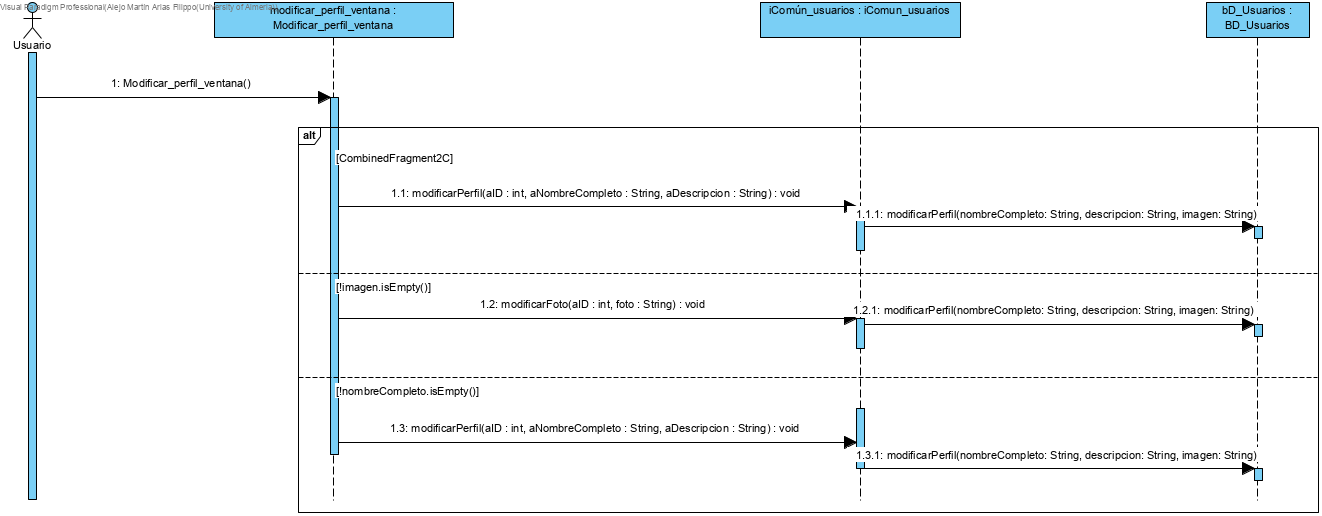 Visual Paradigm Professional(Alejo Martín Arias Filippo(University of Almeria))
modificar_perfil_ventana :
Modificar_perfil_ventana
iComún_usuarios : iComun_usuarios
bD_Usuarios :
BD_Usuarios
Usuario
1: Modificar_perfil_ventana()
alt
[CombinedFragment2C]
1.1: modificarPerfil(aID : int, aNombreCompleto : String, aDescripcion : String) : void
1.1.1: modificarPerfil(nombreCompleto: String, descripcion: String, imagen: String)
[!imagen.isEmpty()]
1.2: modificarFoto(aID : int, foto : String) : void
1.2.1: modificarPerfil(nombreCompleto: String, descripcion: String, imagen: String)
[!nombreCompleto.isEmpty()]
1.3: modificarPerfil(aID : int, aNombreCompleto : String, aDescripcion : String) : void
1.3.1: modificarPerfil(nombreCompleto: String, descripcion: String, imagen: String)